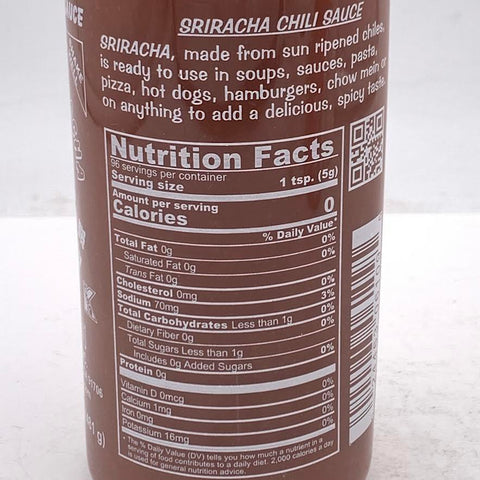 SAUCE
SRIRACHA CHILI SAUCE
SRIRACHA, made from sun ripened chiles,
is ready to use in soups, sauces, pasta,
pizza, hot dogs, hamburgers, chow mein or
on anything to add a delicious, spicy taste.
Nutrition Facts
96 servings per container
Serving size 1 tsp. (5g)
Amount per serving
Calories 0
% Daily Value*
Total Fat 0g 0%
Saturated Fat 0g 0%
Trans Fat 0g
Cholesterol 0mg 0%
Sodium 70mg 3%
Total Carbohydrates Less than 1g 0%
Dietary Fiber 0g 0%
Total Sugars Less than 1g
Includes 0g Added Sugars 0%
Protein 0g
Vitamin D 0mcg 0%
Calcium 1mg 0%
Iron 0mg 0%
Potassium 16mg 0%
* The % Daily Value (DV) tells you how much a nutrient in a
serving of food contributes to a daily diet. 2,000 calories a day
is used for general nutrition advice.